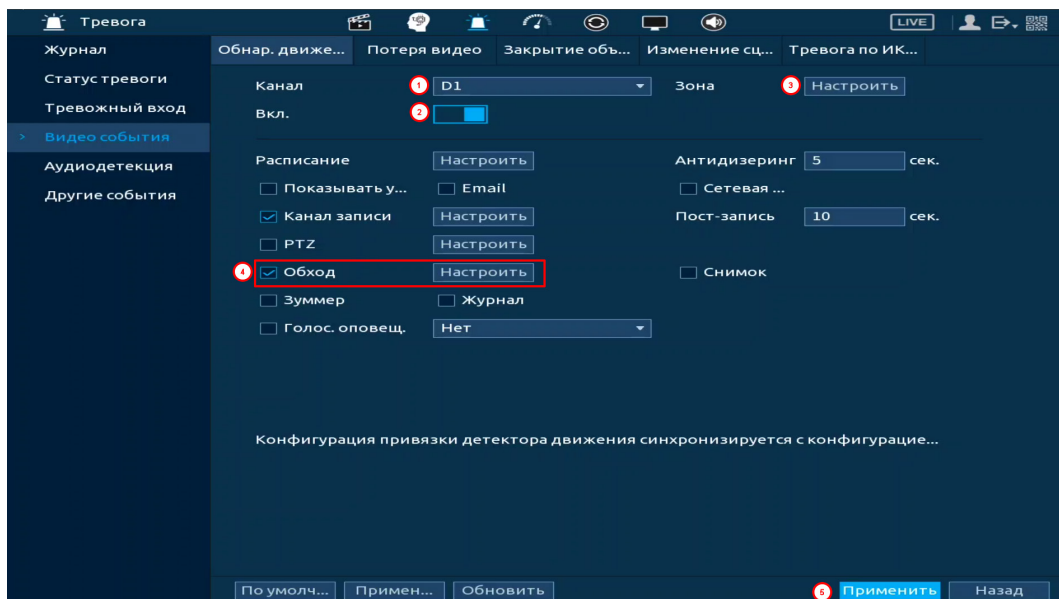 Тревога LIVE
Журнал
Статус тревоги
Тревожный вход
> Видео события
Аудиодетекция
Другие события
Обнар. движе... Потеря видео Закрытие объ... Изменение сц... Тревога по ИК...
Канал 1 D1 Зона 3 Настроить
Вкл. 2
Расписание Настроить Антидизеринг 5 сек.
Показывать у... Email Сетевая ...
Канал записи Настроить Пост-запись 10 сек.
PTZ Настроить
4 Обход Настроить Снимок
Зуммер Журнал
Голос. оповещ. Нет
Конфигурация привязки детектора движения синхронизируется с конфигурацие...
По умолч... Примен... Обновить 5 Применить Назад